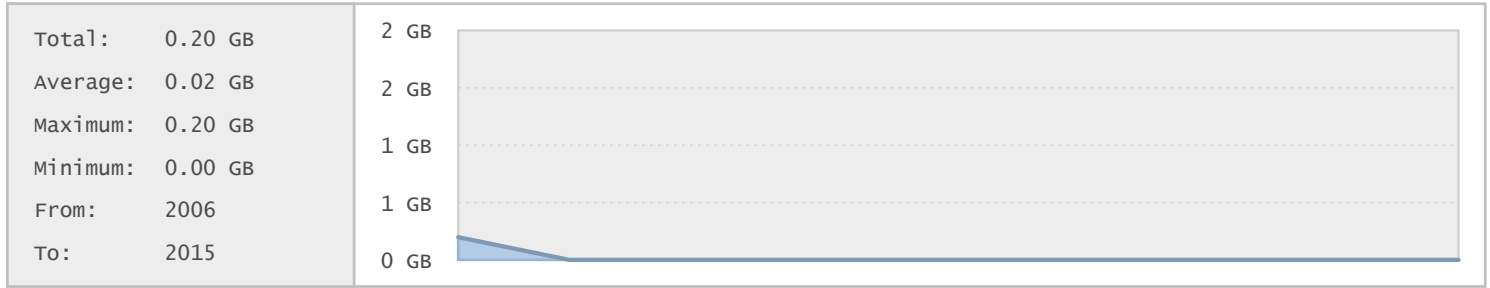 Total: 0.20 GB
Average: 0.02 GB
Maximum: 0.20 GB
Minimum: 0.00 GB
From: 2006
To: 2015
2 GB
2 GB
1 GB
1 GB
0 GB